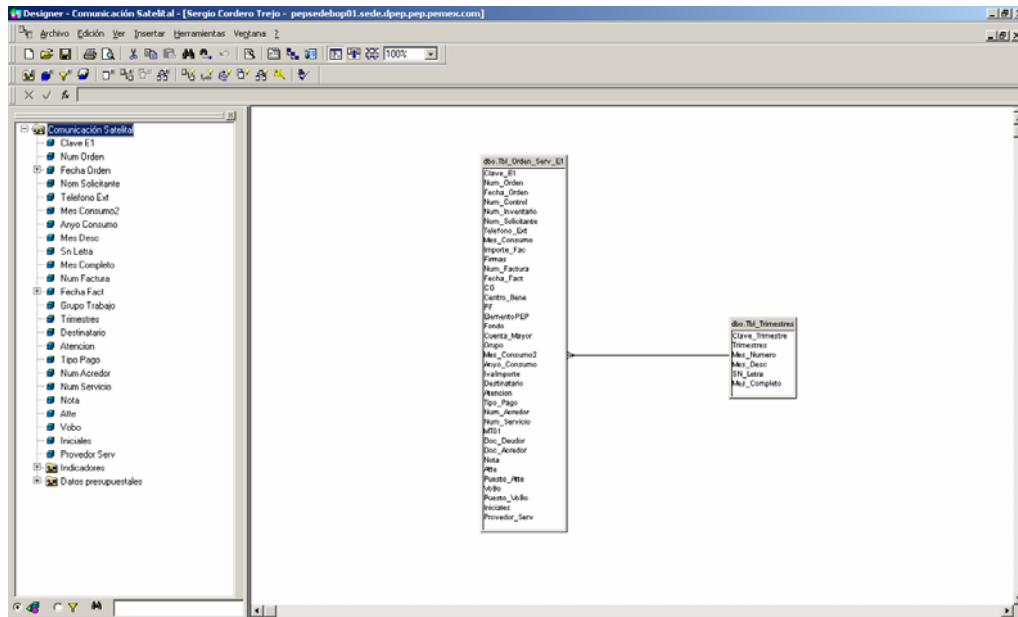 Designer - Comunicación Satelital - [Sergio Cordero Trejo - pepsedebop01.sede.dpep.pep.pemex.com]
Archivo Edición Ver Insertar Herramientas Ventana ?
100%
Comunicación Satelital
Clave E1
Num Orden
Fecha Orden
Nom Solicitante
Telefono Ext
Mes Consumo2
Anyo Consumo
Mes Desc
Sn Letra
Mes Completo
Num Factura
Fecha Fact
Grupo Trabajo
Trimestres
Destinatario
Atencion
Tipo Pago
Num Acredor
Num Servicio
Nota
Atte
Vobo
Iniciales
Provedor Serv
Indicadores
Datos presupuestales
dbo.Tbl_Orden_Serv_E1
Clave_E1
Num_Orden
Fecha_Orden
Num_Control
Num_Inventario
Nom_Solicitante
Telefono_Ext
Mes_Consumo
Importe_Fac
Firmas
Num_Factura
Fecha_Fact
CG
Centro_Bene
PF
ElementoPEP
Fondo
Cuenta_Mayor
Grupo
Mes_Consumo2
Anyo_Consumo
IvaImporte
Destinatario
Atencion
Tipo_Pago
Num_Acredor
Num_Servicio
MT01
Doc_Deudor
Doc_Acredor
Nota
Atte
Puesto_Atte
VoBo
Puesto_VoBo
Iniciales
Provedor_Serv
dbo.Tbl_Trimestres
Clave_Trimestre
Trimestres
Mes_Numero
Mes_Desc
SN_Letra
Mes_Completo